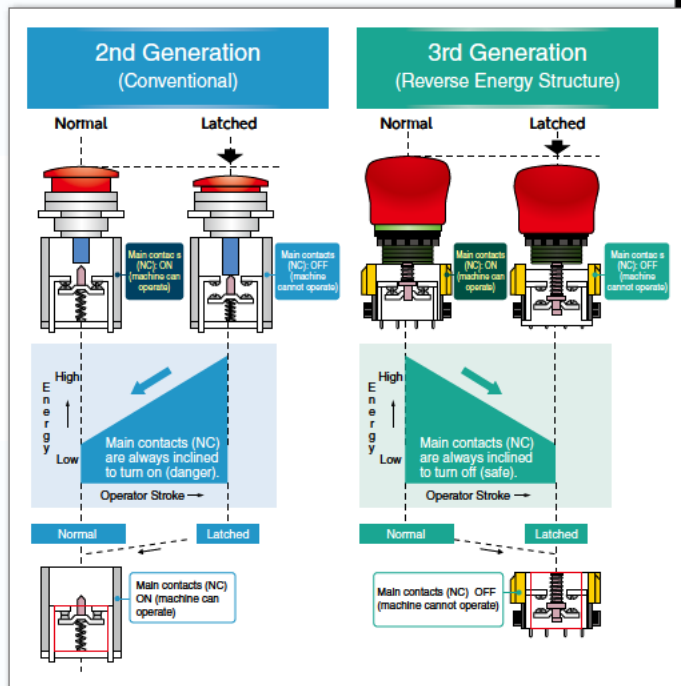 2nd Generation
(Conventional)
3rd Generation
(Reverse Energy Structure)
Normal
Latched
Normal
Latched
Main contac s
(NC): ON
(machine can
operate)
Main contacts
(NC): OFF
(machine
cannot operate)
Main contacts
(NC): ON
(machine can
operate)
Main contac s
(NC): OFF
(machine
cannot operate)
Energy
High
Low
Main contacts (NC)
are always inclined
to turn on (danger).
Operator Stroke
Energy
High
Low
Main contacts (NC)
are always inclined
to turn off (safe).
Operator Stroke
Normal
Latched
Normal
Latched
Main contacts (NC)
ON (machine can
operate)
Main contacts (NC) OFF
(machine cannot operate)